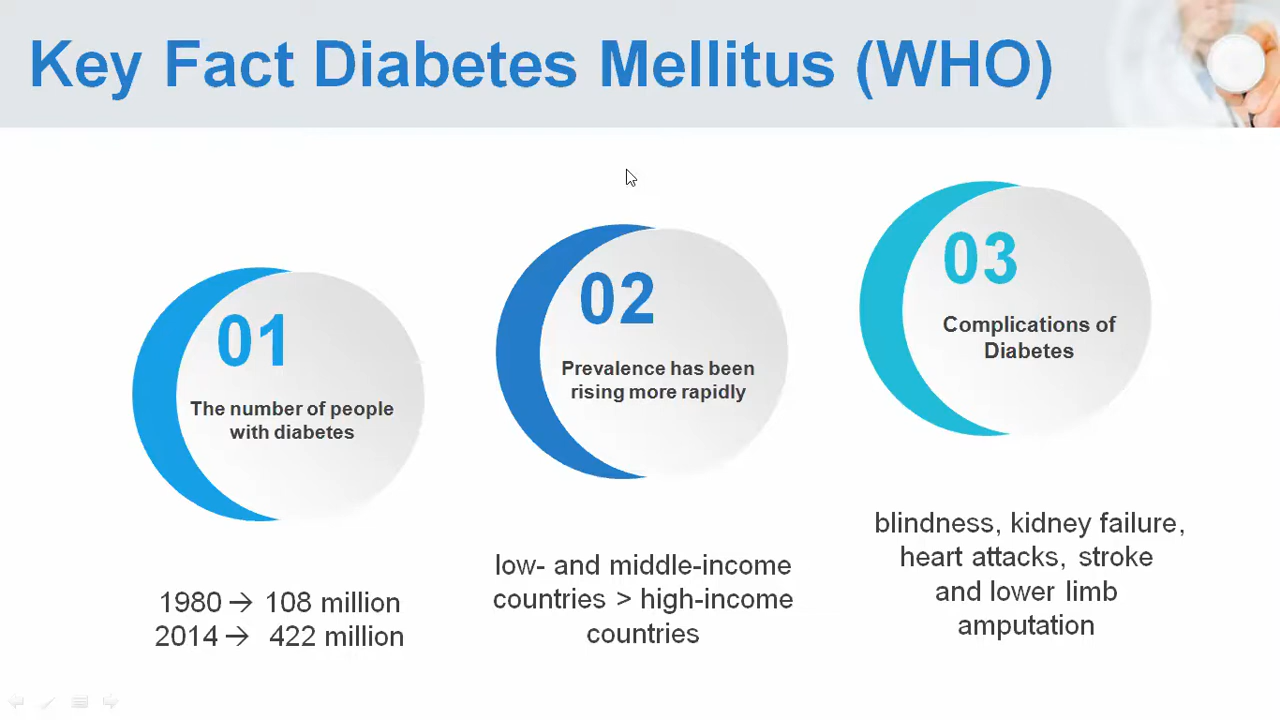 Key Fact Diabetes Mellitus (WHO)
01
The number of people
with diabetes
1980 → 108 million
2014 → 422 million
02
Prevalence has been
rising more rapidly
low- and middle-income
countries > high-income
countries
03
Complications of
Diabetes
blindness, kidney failure,
heart attacks, stroke
and lower limb
amputation